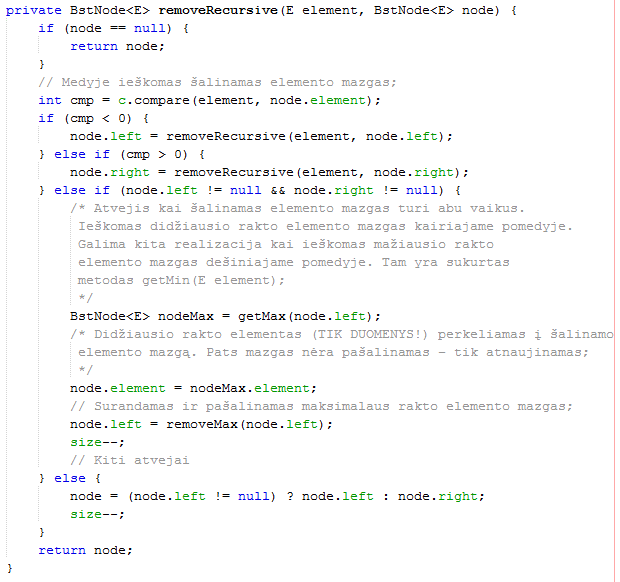 private BstNode<E> removeRecursive(E element, BstNode<E> node) {
    if (node == null) {
        return node;
    }
    // Medyje ieškomas šalinamas elemento mazgas;
    int cmp = c.compare(element, node.element);
    if (cmp < 0) {
        node.left = removeRecursive(element, node.left);
    } else if (cmp > 0) {
        node.right = removeRecursive(element, node.right);
    } else if (node.left != null && node.right != null) {
        /* Atvejis kai šalinamas elemento mazgas turi abu vaikus.
         Ieškomas didžiausio rakto elemento mazgas kairiajame pomedyje.
         Galima kita realizacija kai ieškomas mažiausio rakto
         elemento mazgas dešiniajame pomedyje. Tam yra sukurtas
         metodas getMin(E element);
         */
        BstNode<E> nodeMax = getMax(node.left);
        /* Didžiausio rakto elementas (TIK DUOMENYS!) perkeliamas į šalinamo
         elemento mazgą. Pats mazgas nėra pašalinamas - tik atnaujinamas;
         */
        node.element = nodeMax.element;
        // Surandamas ir pašalinamas maksimalaus rakto elemento mazgas;
        node.left = removeMax(node.left);
        size--;
        // Kiti atvejai
    } else {
        node = (node.left != null) ? node.left : node.right;
        size--;
    }
    return node;
}